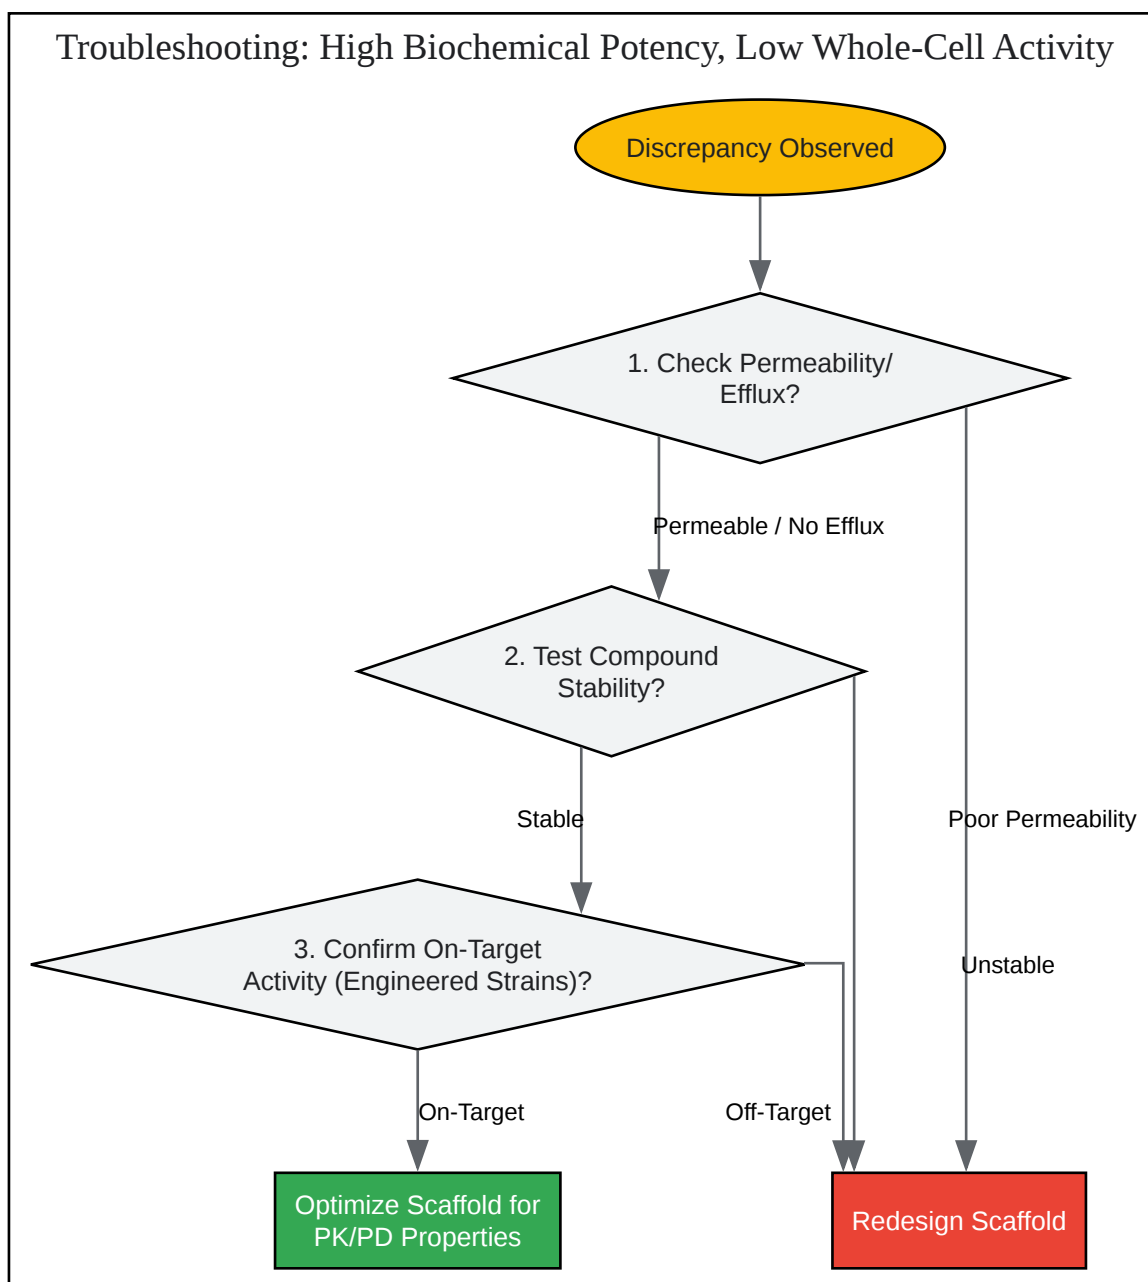 Troubleshooting: High Biochemical Potency, Low Whole-Cell Activity
Discrepancy Observed
1. Check Permeability/
Efflux?
Permeable / No Efflux
2. Test Compound
Stability?
Stable
Poor Permeability
3. Confirm On-Target
Activity (Engineered Strains)?
Unstable
On-Target
Off-Target
Optimize Scaffold for
PK/PD Properties
Redesign Scaffold